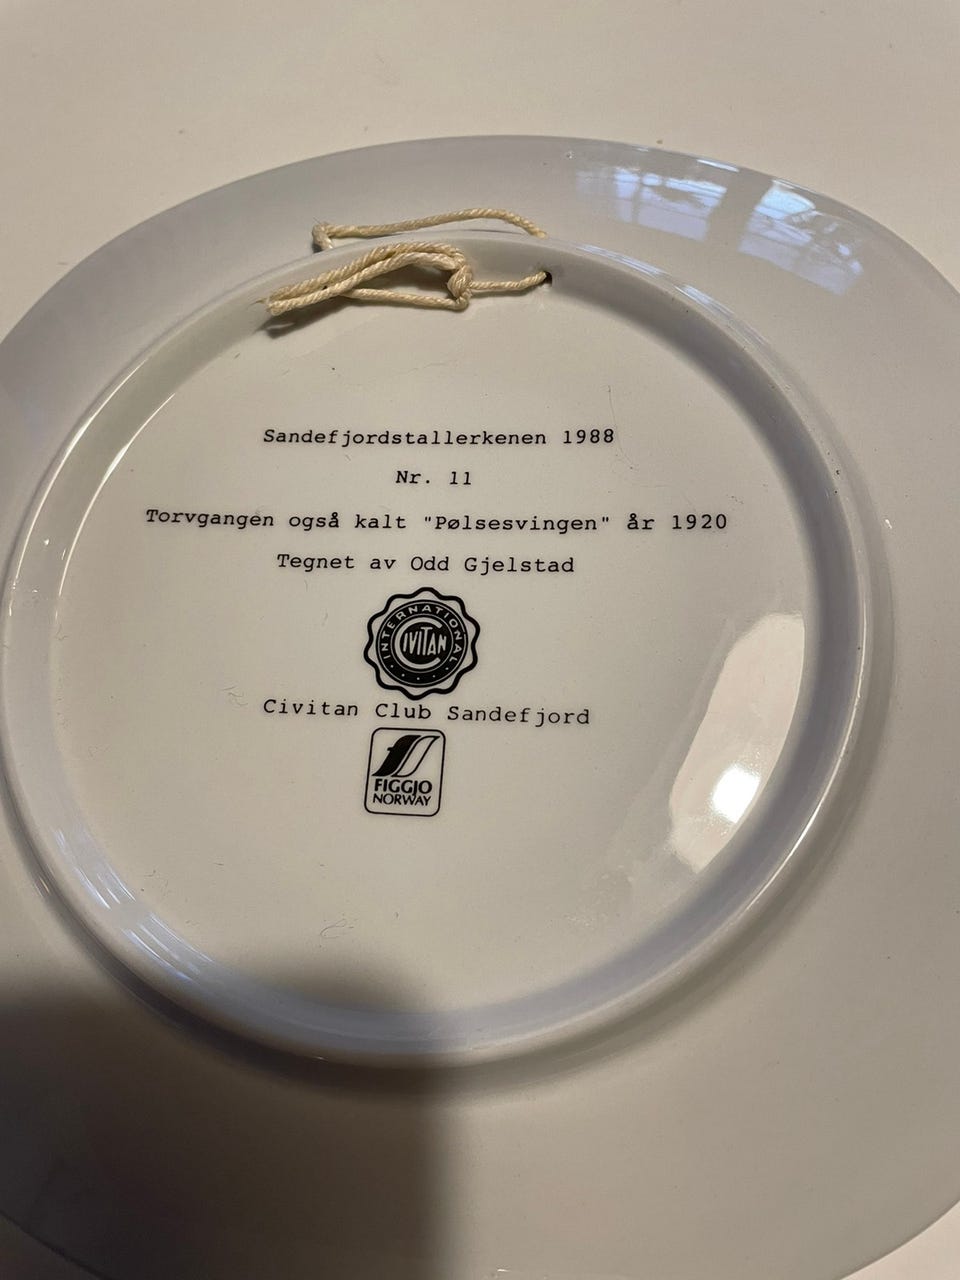 Sandefjordstallerkenen 1988
Nr. 11
Torvgangen også kalt "Pølsesvingen" år 1920
Tegnet av Odd Gjelstad
INTERNATIONAL
CIVITAN
Civitan Club Sandefjord
FIGGJO
NORWAY